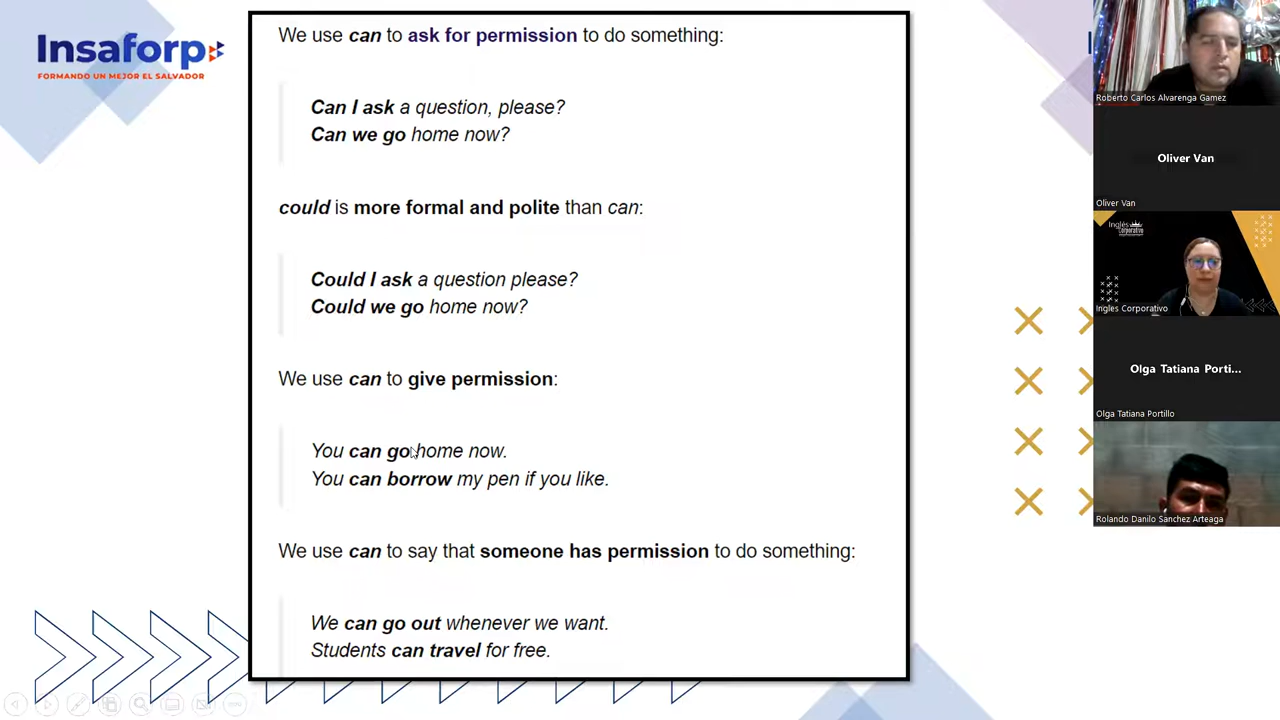 Insaforp
FORMANDO UN MEJOR EL SALVADOR
We use can to ask for permission to do something:
Can I ask a question, please?
Can we go home now?
could is more formal and polite than can:
Could I ask a question please?
Could we go home now?
We use can to give permission:
You can go home now.
You can borrow my pen if you like.
We use can to say that someone has permission to do something:
We can go out whenever we want.
Students can travel for free.
Roberto Carlos Alvarenga Gamez
Oliver Van
Oliver Van
Inglés
Corporativo
Ingles Corporativo
Olga Tatiana Porti...
Olga Tatiana Portillo
Rolando Danilo Sanchez Arteaga